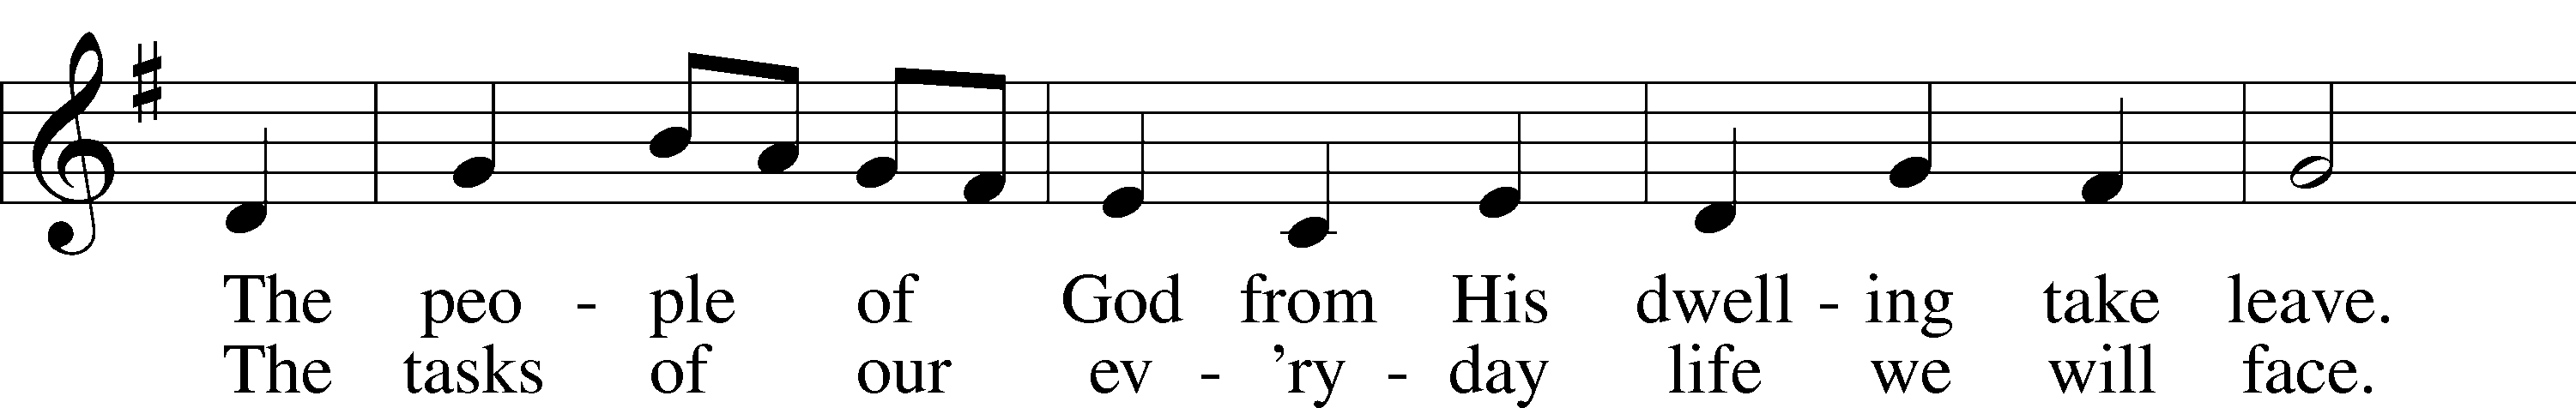 The peo - ple of God from His dwell - ing take leave.
The tasks of our ev - ’ry - day life we will face.